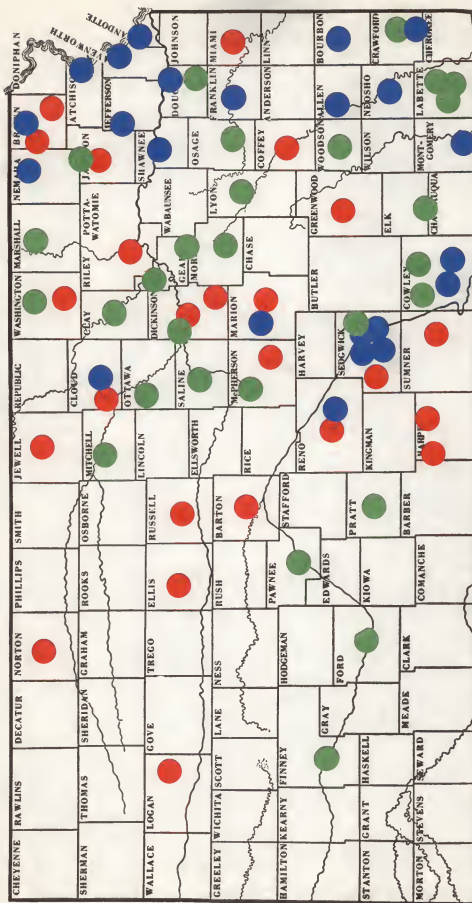 CHEYENNE
RAWLINS
DECATUR
NORTON
PHILLIPS
SMITH
JEWELL
REPUBLIC
WASHINGTON
MARSHALL
NEMAHA
BROWN
DONIPHAN
SHERMAN
THOMAS
SHERIDAN
GRAHAM
ROOKS
OSBORNE
MITCHELL
CLOUD
CLAY
RILEY
POTTA-
WATOMIE
JACKSON
ATCHISON
JEFFERSON
LEAVENWORTH
WYANDOTTE
WALLACE
LOGAN
GOVE
TREGO
ELLIS
RUSSELL
LINCOLN
OTTAWA
DICKINSON
GEARY
WABAUNSEE
SHAWNEE
DOUGLAS
JOHNSON
ELLSWORTH
SALINE
MORRIS
LYON
OSAGE
FRANKLIN
MIAMI
GREELEY
WICHITA
SCOTT
LANE
NESS
RUSH
BARTON
RICE
McPHERSON
MARION
CHASE
COFFEY
ANDERSON
LINN
HAMILTON
KEARNY
FINNEY
HODGEMAN
PAWNEE
STAFFORD
RENO
HARVEY
BUTLER
GREENWOOD
WOODSON
ALLEN
BOURBON
GRAY
FORD
EDWARDS
PRATT
KINGMAN
SEDGWICK
ELK
WILSON
NEOSHO
CRAWFORD
STANTON
GRANT
HASKELL
KIOWA
MORTON
STEVENS
SEWARD
MEADE
CLARK
COMANCHE
BARBER
HARPER
SUMNER
COWLEY
CHAUTAUQUA
MONT-
GOMERY
LABETTE
CHEROKEE